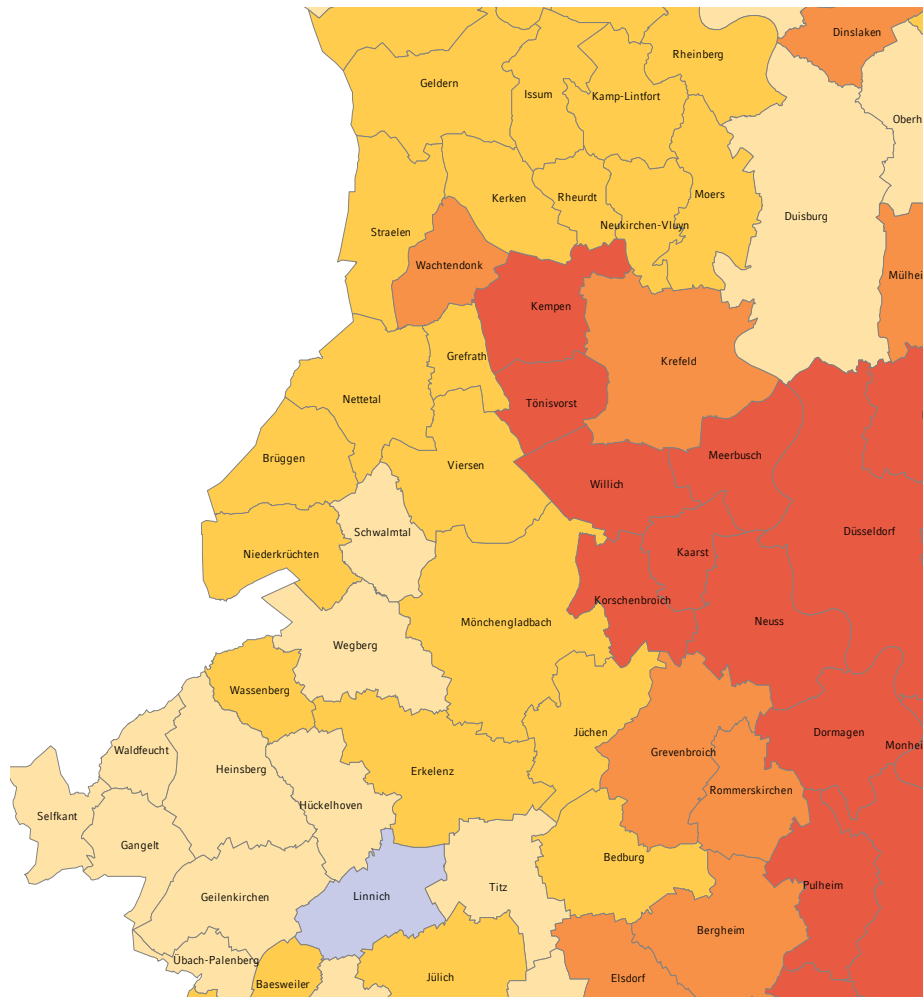 Dinslaken
Rheinberg
Geldern
Issum
Kamp-Lintfort
Oberh
Moers
Kerken
Rheurdt
Duisburg
Neukirchen-Vluyn
Straelen
Wachtendonk
Mülhei
Kempen
Grefrath
Krefeld
Nettetal
Tönisvorst
Brüggen
Viersen
Meerbusch
Willich
Schwalmtal
Düsseldorf
Niederkrüchten
Kaarst
Korschenbroich
Mönchengladbach
Neuss
Wegberg
Wassenberg
Jüchen
Dormagen
Waldfeucht
Grevenbroich
Monhei
Heinsberg
Erkelenz
Rommerskirchen
Hückelhoven
Selfkant
Gangelt
Bedburg
Titz
Pulheim
Geilenkirchen
Linnich
Bergheim
Übach-Palenberg
Jülich
Elsdorf
Baesweiler